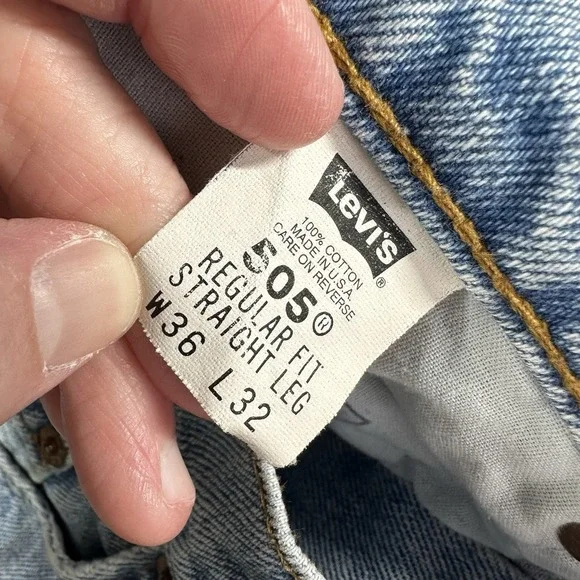 Levi's®
100% COTTON
MADE IN U.S.A.
CARE ON REVERSE
505®
REGULAR FIT
STRAIGHT LEG
W36 L32